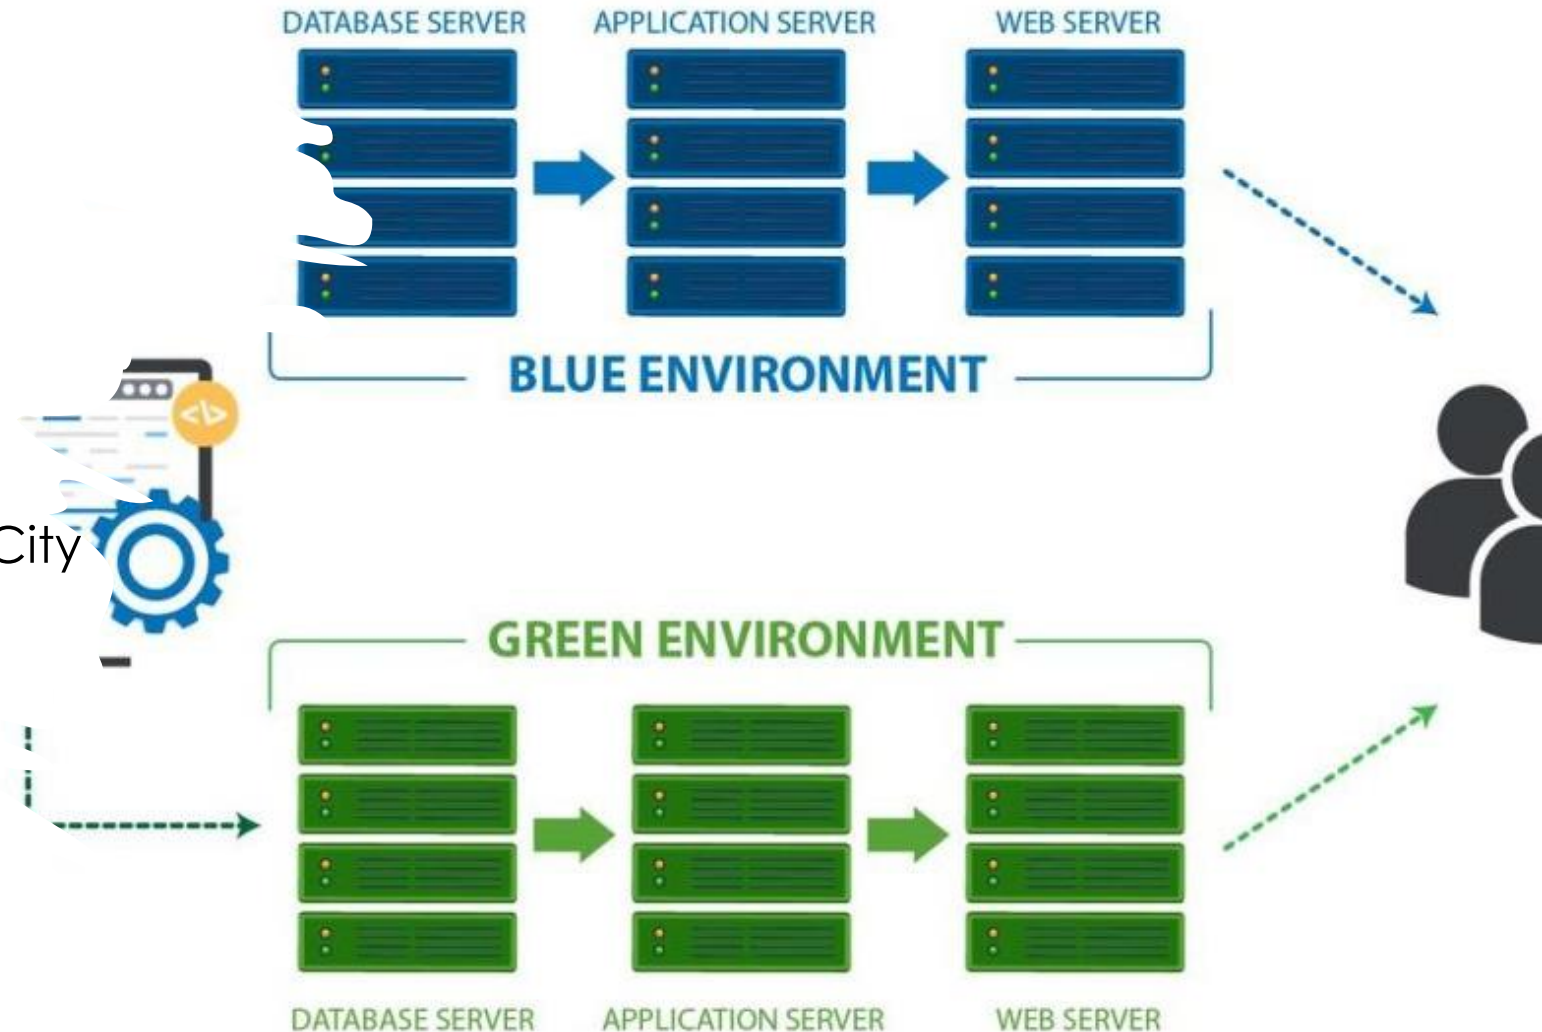 DATABASE SERVER APPLICATION SERVER WEB SERVER
BLUE ENVIRONMENT
</>
City
GREEN ENVIRONMENT
DATABASE SERVER APPLICATION SERVER WEB SERVER